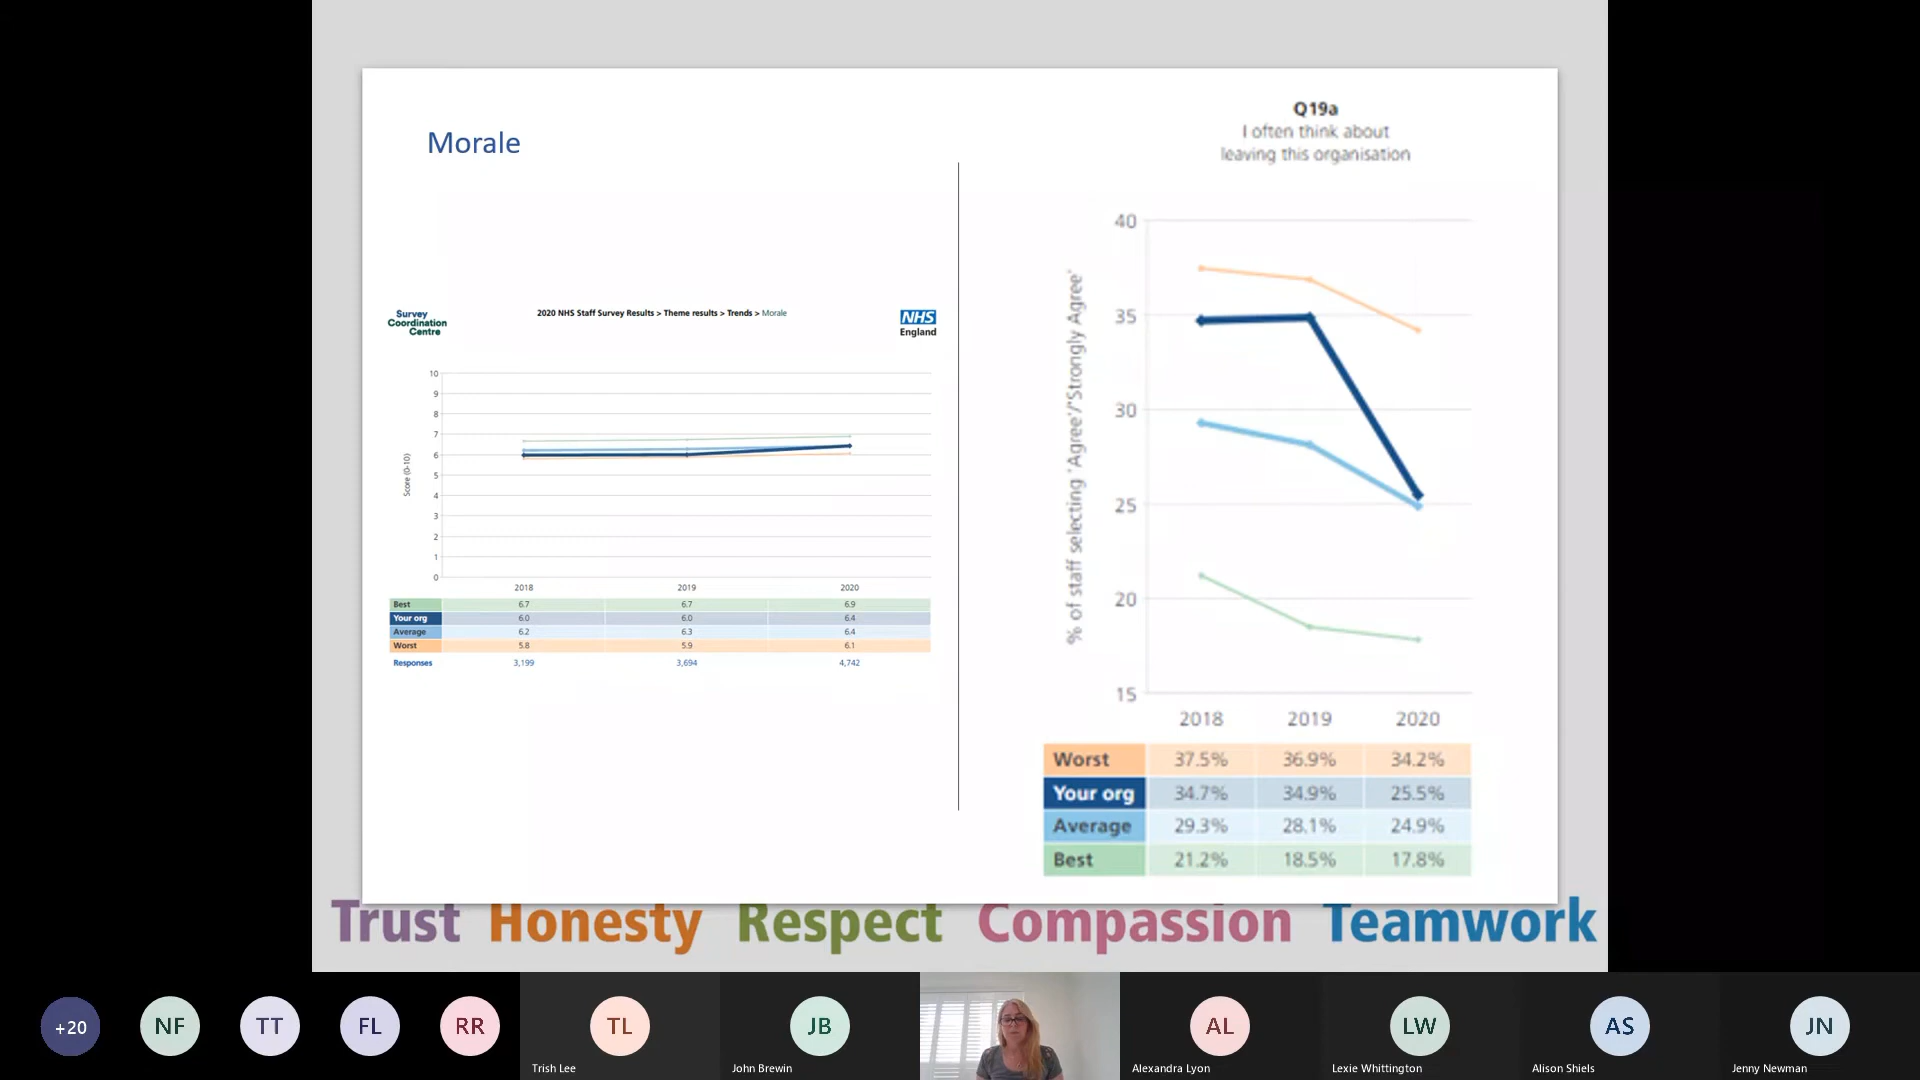 Morale
Survey
Coordination
Centre
2020 NHS Staff Survey Results > Theme results > Trends > Morale
NHS
England
Score (0-10)
10
9
8
7
6
5
4
3
2
1
0
2018 2019 2020
Best 6.7 6.7 6.9
Your org 6.0 6.0 6.4
Average 6.2 6.3 6.4
Worst 5.8 5.9 6.1
Responses 3,199 3,694 4,742
Q19a
I often think about
leaving this organisation
% of staff selecting 'Agree'/'Strongly Agree'
40
35
30
25
20
15
2018 2019 2020
Worst 37.5% 36.9% 34.2%
Your org 34.7% 34.9% 25.5%
Average 29.3% 28.1% 24.9%
Best 21.2% 18.5% 17.8%
Trust Honesty Respect Compassion Teamwork
+20 NF TT FL RR TL JB AL LW AS JN
Trish Lee John Brewin Alexandra Lyon Lexie Whittington Alison Shiels Jenny Newman